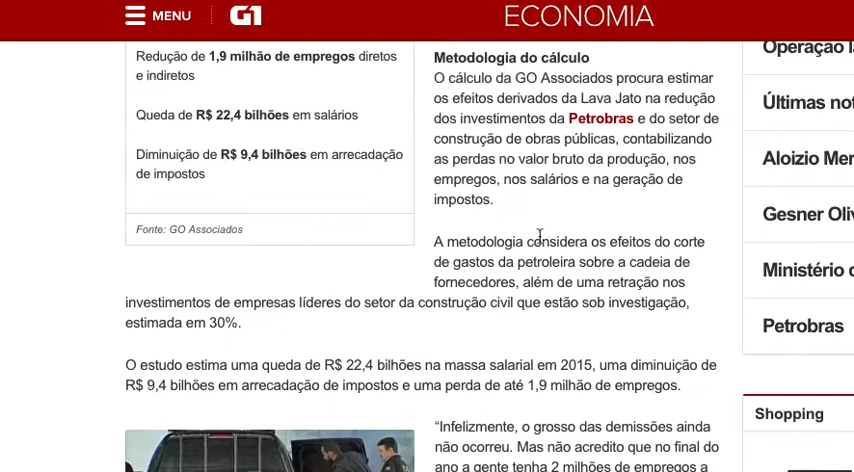 MENU
G1
ECONOMIA
Redução de 1,9 milhão de empregos diretos
e indiretos
Queda de R$ 22,4 bilhões em salários
Diminuição de R$ 9,4 bilhões em arrecadação
de impostos
Fonte: GO Associados
Metodologia do cálculo
O cálculo da GO Associados procura estimar
os efeitos derivados da Lava Jato na redução
dos investimentos da Petrobras e do setor de
construção de obras públicas, contabilizando
as perdas no valor bruto da produção, nos
empregos, nos salários e na geração de
impostos.
A metodologia considera os efeitos do corte
de gastos da petroleira sobre a cadeia de
fornecedores, além de uma retração nos
investimentos de empresas líderes do setor da construção civil que estão sob investigação,
estimada em 30%.
O estudo estima uma queda de R$ 22,4 bilhões na massa salarial em 2015, uma diminuição de
R$ 9,4 bilhões em arrecadação de impostos e uma perda de até 1,9 milhão de empregos.
“Infelizmente, o grosso das demissões ainda
não ocorreu. Mas não acredito que no final do
ano a gente tenha 2 milhões de empregos a
Operação
Últimas not
Aloizio Mer
Gesner Oliv
Ministério
Petrobras
Shopping